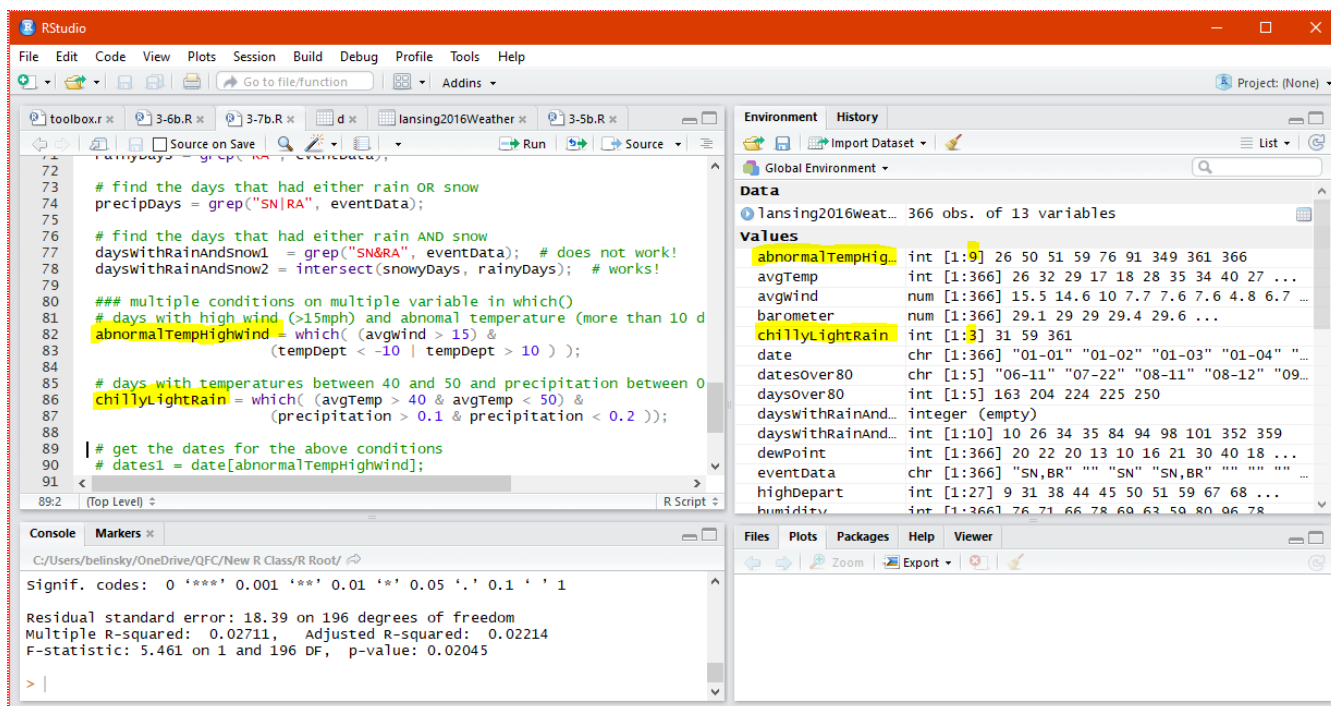 RStudio
File Edit Code View Plots Session Build Debug Profile Tools Help
Go to file/function Addins Project: (None)
toolbox.r 3-6b.R 3-7b.R d lansing2016Weather 3-5b.R
Source on Save Run Source
71 rainyDays = grep("RA", eventData);
72
73 # find the days that had either rain OR snow
74 precipDays = grep("SN|RA", eventData);
75
76 # find the days that had either rain AND snow
77 daysWithRainAndSnow1 = grep("SN&RA", eventData); # does not work!
78 daysWithRainAndSnow2 = intersect(snowyDays, rainyDays); # works!
79
80 ### multiple conditions on multiple variable in which()
81 # days with high wind (>15mph) and abnomal temperature (more than 10 d
82 abnormalTempHighWind = which( (avgWind > 15) &
83 (tempDept < -10 | tempDept > 10 ) );
84
85 # days with temperatures between 40 and 50 and precipitation between 0
86 chillyLightRain = which( (avgTemp > 40 & avgTemp < 50) &
87 (precipitation > 0.1 & precipitation < 0.2 ));
88
89 # get the dates for the above conditions
90 # dates1 = date[abnormalTempHighWind];
91
89:2 (Top Level) R Script
Console Markers
C:/Users/belinsky/OneDrive/QFC/New R Class/R Root/
Signif. codes: 0 ‘***’ 0.001 ‘**’ 0.01 ‘*’ 0.05 ‘.’ 0.1 ‘ ’ 1
Residual standard error: 18.39 on 196 degrees of freedom
Multiple R-squared: 0.02711, Adjusted R-squared: 0.02214
F-statistic: 5.461 on 1 and 196 DF, p-value: 0.02045
>
Environment History
Import Dataset List
Global Environment
Data
lansing2016Weat… 366 obs. of 13 variables
Values
abnormalTempHig… int [1:9] 26 50 51 59 76 91 349 361 366
avgTemp int [1:366] 26 32 29 17 18 28 35 34 40 27 ...
avgWind num [1:366] 15.5 14.6 10 7.7 7.6 7.6 4.8 6.7 …
barometer num [1:366] 29.1 29 29 29.4 29.6 ...
chillyLightRain int [1:3] 31 59 361
date chr [1:366] "01-01" "01-02" "01-03" "01-04" "…
datesOver80 chr [1:5] "06-11" "07-22" "08-11" "08-12" "09…
daysOver80 int [1:5] 163 204 224 225 250
daysWithRainAnd… integer (empty)
daysWithRainAnd… int [1:10] 10 26 34 35 84 94 98 101 352 359
dewPoint int [1:366] 20 22 20 13 10 16 21 30 40 18 ...
eventData chr [1:366] "SN,BR" "" "SN" "SN,BR" "" "" "" …
highDepart int [1:27] 9 31 38 44 45 50 51 59 67 68 ...
humidity int [1:366] 76 71 66 78 69 63 59 80 96 78
Files Plots Packages Help Viewer
Zoom Export